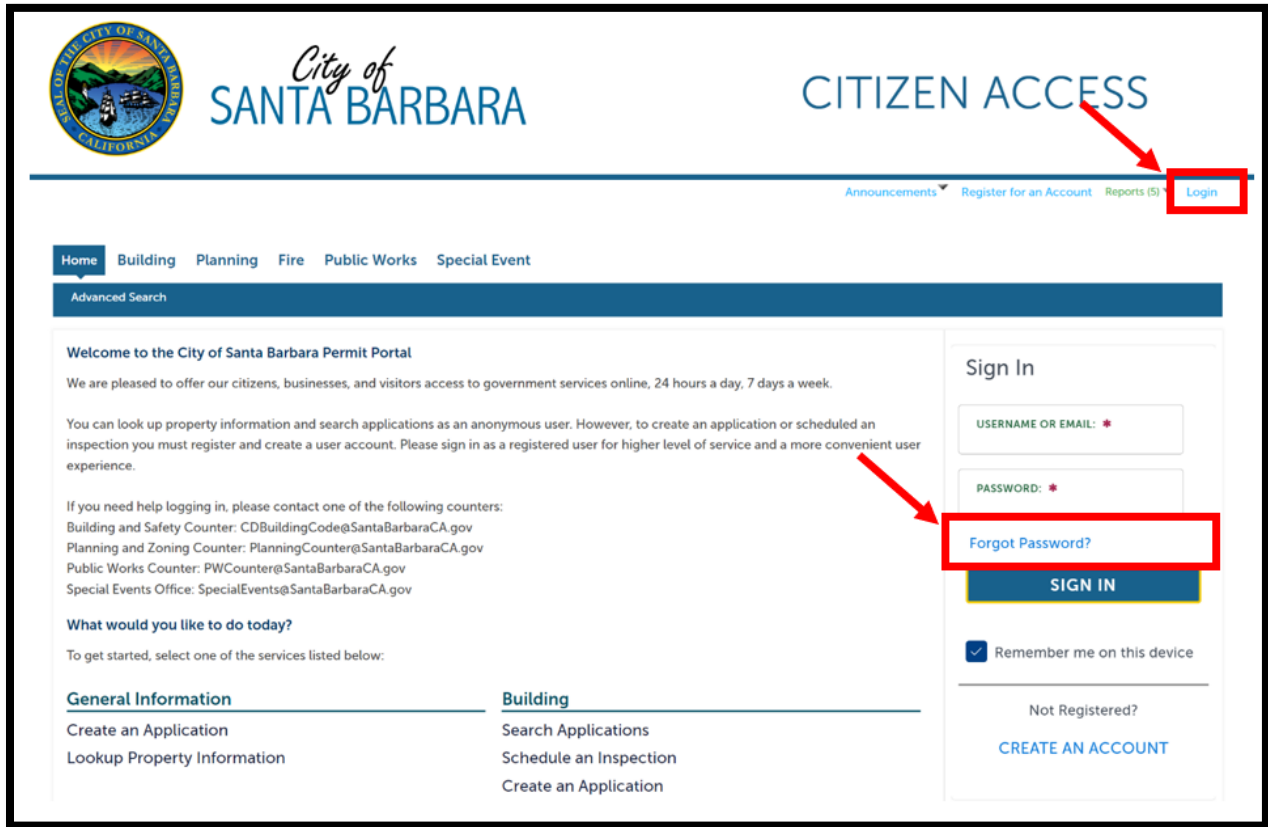 SEAL OF THE CITY OF SANTA BARBARA
CALIFORNIA
City of
SANTA BARBARA
CITIZEN ACCESS
Announcements Register for an Account Reports (5) Login
Home Building Planning Fire Public Works Special Event
Advanced Search
Welcome to the City of Santa Barbara Permit Portal
We are pleased to offer our citizens, businesses, and visitors access to government services online, 24 hours a day, 7 days a week.
You can look up property information and search applications as an anonymous user. However, to create an application or scheduled an
inspection you must register and create a user account. Please sign in as a registered user for higher level of service and a more convenient user
experience.
If you need help logging in, please contact one of the following counters:
Building and Safety Counter: CDBuildingCode@SantaBarbaraCA.gov
Planning and Zoning Counter: PlanningCounter@SantaBarbaraCA.gov
Public Works Counter: PWCounter@SantaBarbaraCA.gov
Special Events Office: SpecialEvents@SantaBarbaraCA.gov
What would you like to do today?
To get started, select one of the services listed below:
General Information
Create an Application
Lookup Property Information
Building
Search Applications
Schedule an Inspection
Create an Application
Sign In
USERNAME OR EMAIL: *
PASSWORD: *
Forgot Password?
SIGN IN
Remember me on this device
Not Registered?
CREATE AN ACCOUNT